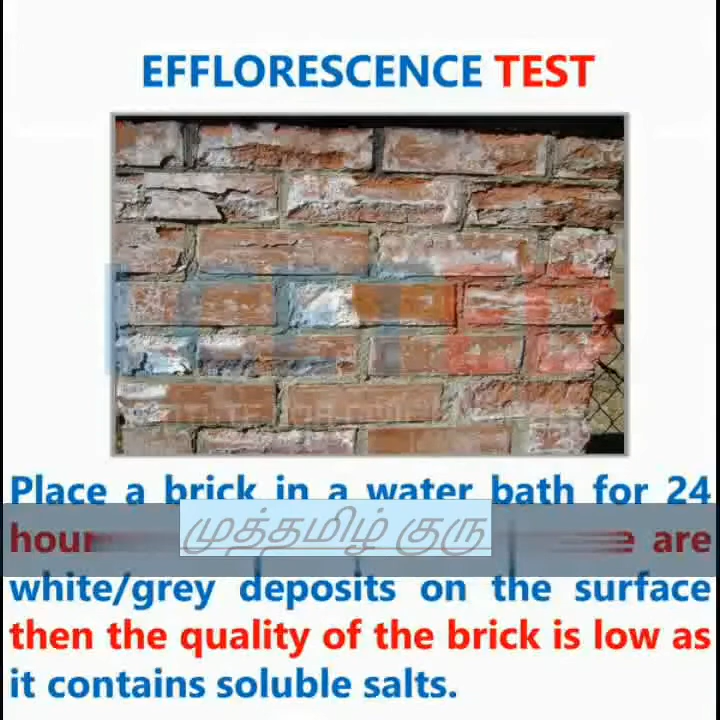 EFFLORESCENCE TEST
Place a brick in a water bath for 24
முத்தமிழ் குரு
are
white/grey deposits on the surface
then the quality of the brick is low as
it contains soluble salts.